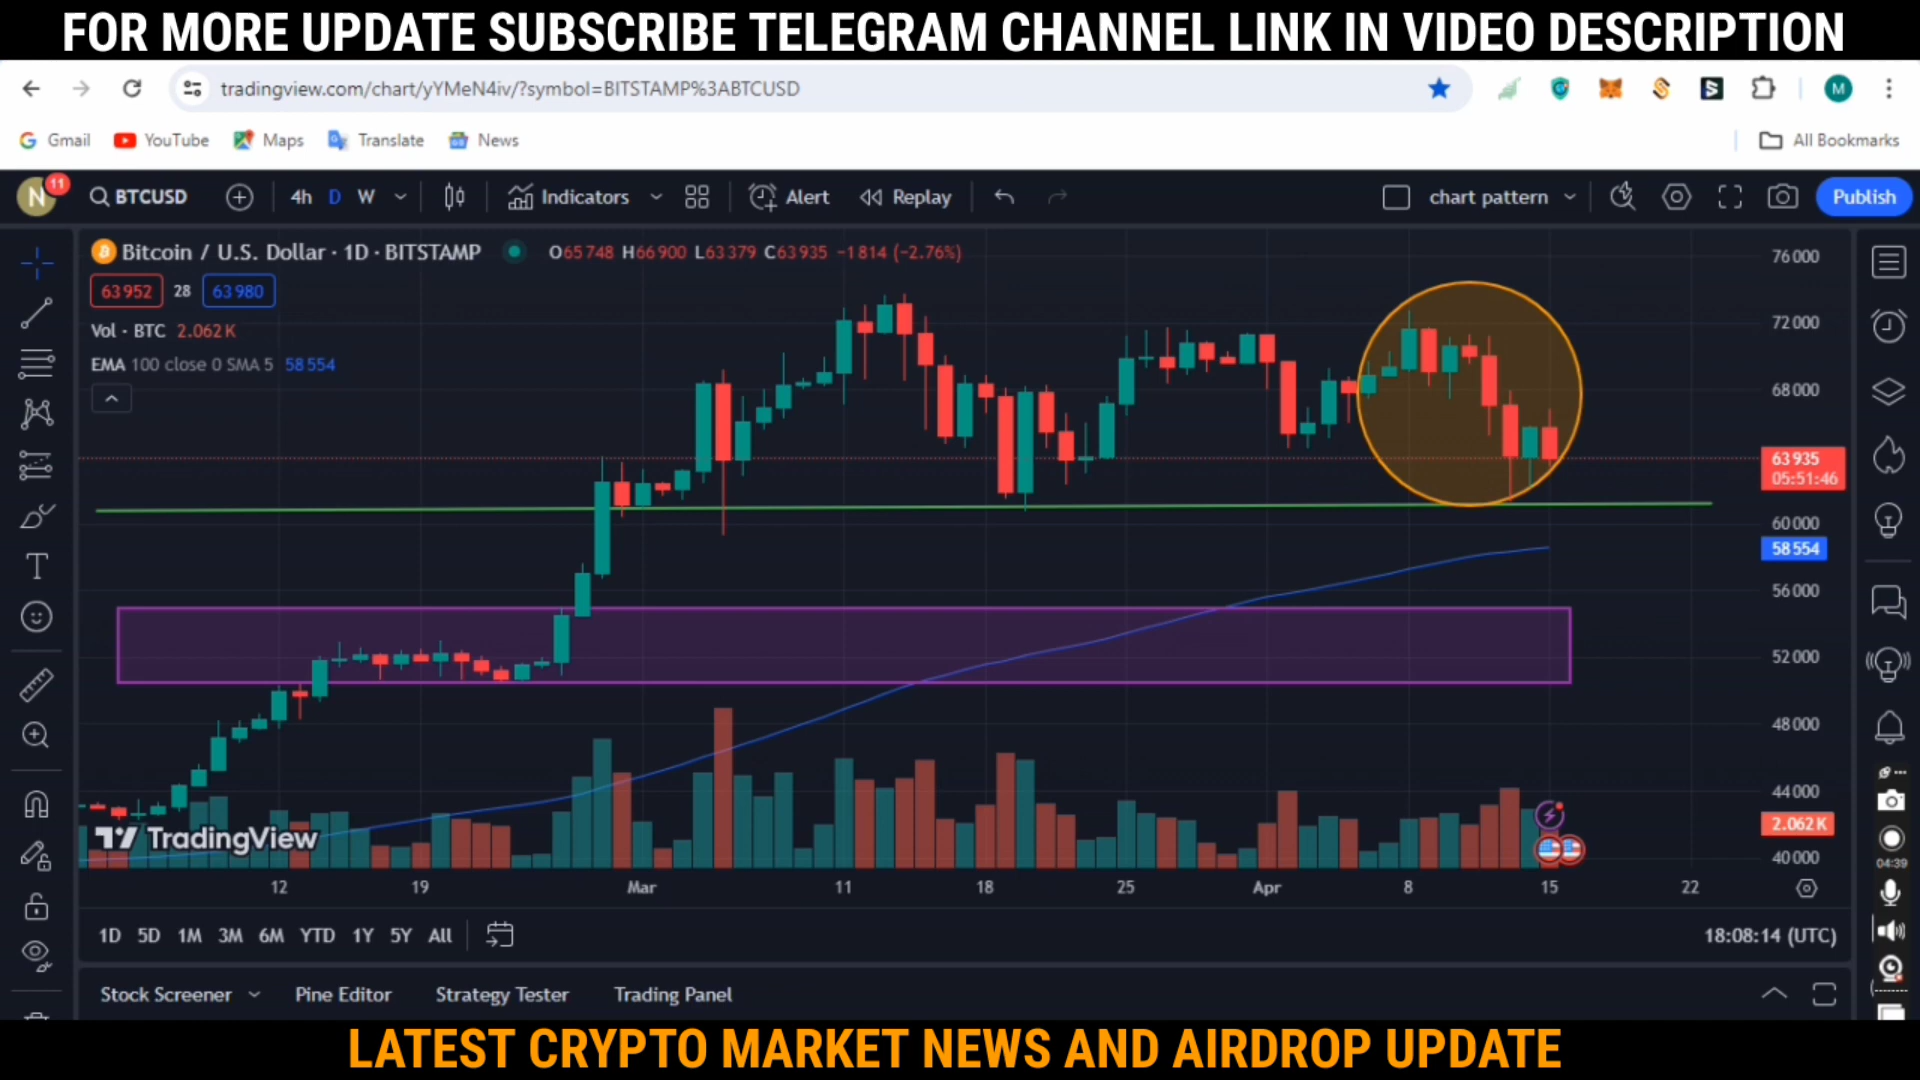 FOR MORE UPDATE SUBSCRIBE TELEGRAM CHANNEL LINK IN VIDEO DESCRIPTION
tradingview.com/chart/yYMeN4iv/?symbol=BITSTAMP%3ABTCUSD
M
Gmail YouTube Maps Translate News All Bookmarks
N 11 BTCUSD 4h D W Indicators Alert Replay chart pattern Publish
Bitcoin / U.S. Dollar · 1D · BITSTAMP O65748 H66900 L63379 C63935 −1814 (−2.76%)
63952 28 63980
Vol · BTC 2.062K
EMA 100 close 0 SMA 5 58554
76000
72000
68000
63935
05:51:46
60000
58554
56000
52000
48000
44000
2.062K
40000
TradingView
04:39
12 19 Mar 11 18 25 Apr 8 15 22
1D 5D 1M 3M 6M YTD 1Y 5Y All 18:08:14 (UTC)
Stock Screener Pine Editor Strategy Tester Trading Panel
LATEST CRYPTO MARKET NEWS AND AIRDROP UPDATE